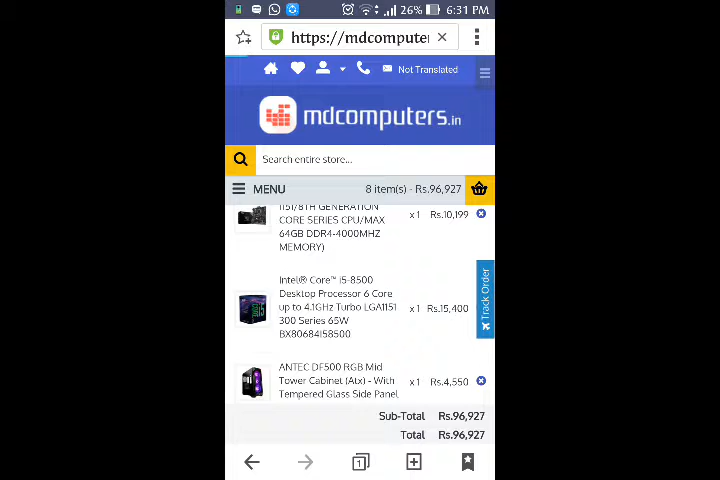 26% 6:31 PM
https://mdcompute
Not Translated
mdcomputers.in
Search entire store...
MENU 8 item(s) - Rs.96,927
1151/8TH GENERATION
CORE SERIES CPU/MAX
64GB DDR4-4000MHZ
MEMORY)
x 1 Rs.10,199
Intel® Core™ i5-8500
Desktop Processor 6 Core
up to 4.1GHz Turbo LGA1151
300 Series 65W
BX80684I58500
x 1 Rs.15,400
ANTEC DF500 RGB Mid
Tower Cabinet (Atx) - With
Tempered Glass Side Panel
x 1 Rs.4,550
Track Order
Sub-Total Rs.96,927
Total Rs.96,927
1